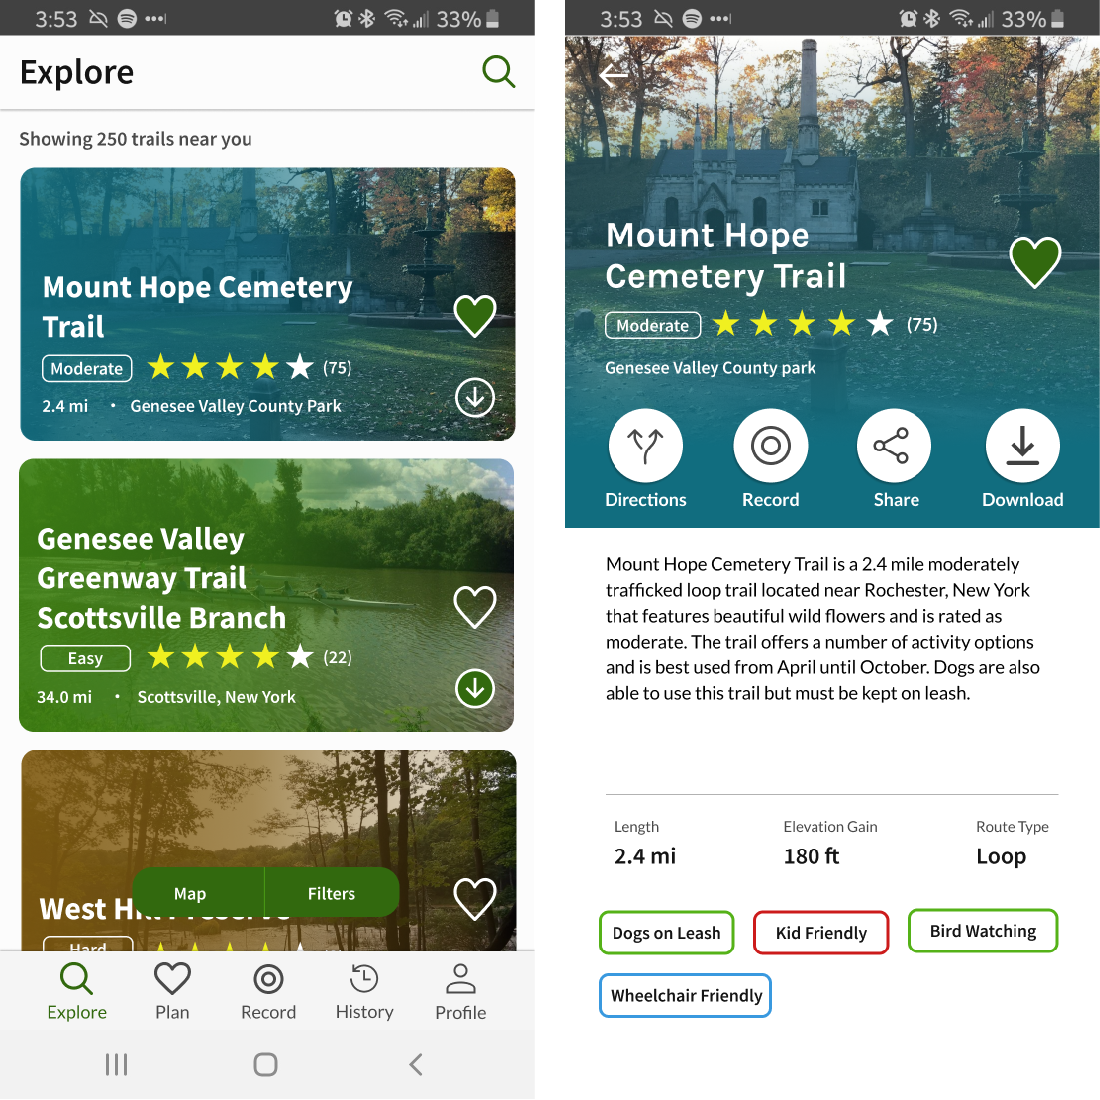 3:53
33%
Explore
Showing 250 trails near you
Mount Hope Cemetery
Trail
Moderate
(75)
2.4 mi • Genesee Valley County Park
Genesee Valley
Greenway Trail
Scottsville Branch
Easy
(22)
34.0 mi • Scottsville, New York
Map
Filters
West
Hard
Explore
Plan
Record
History
Profile
3:53
33%
Mount Hope
Cemetery Trail
Moderate
(75)
Genesee Valley County park
Directions
Record
Share
Download
Mount Hope Cemetery Trail is a 2.4 mile moderately
trafficked loop trail located near Rochester, New York
that features beautiful wild flowers and is rated as
moderate. The trail offers a number of activity options
and is best used from April until October. Dogs are also
able to use this trail but must be kept on leash.
Length
Elevation Gain
Route Type
2.4 mi
180 ft
Loop
Dogs on Leash
Kid Friendly
Bird Watching
Wheelchair Friendly